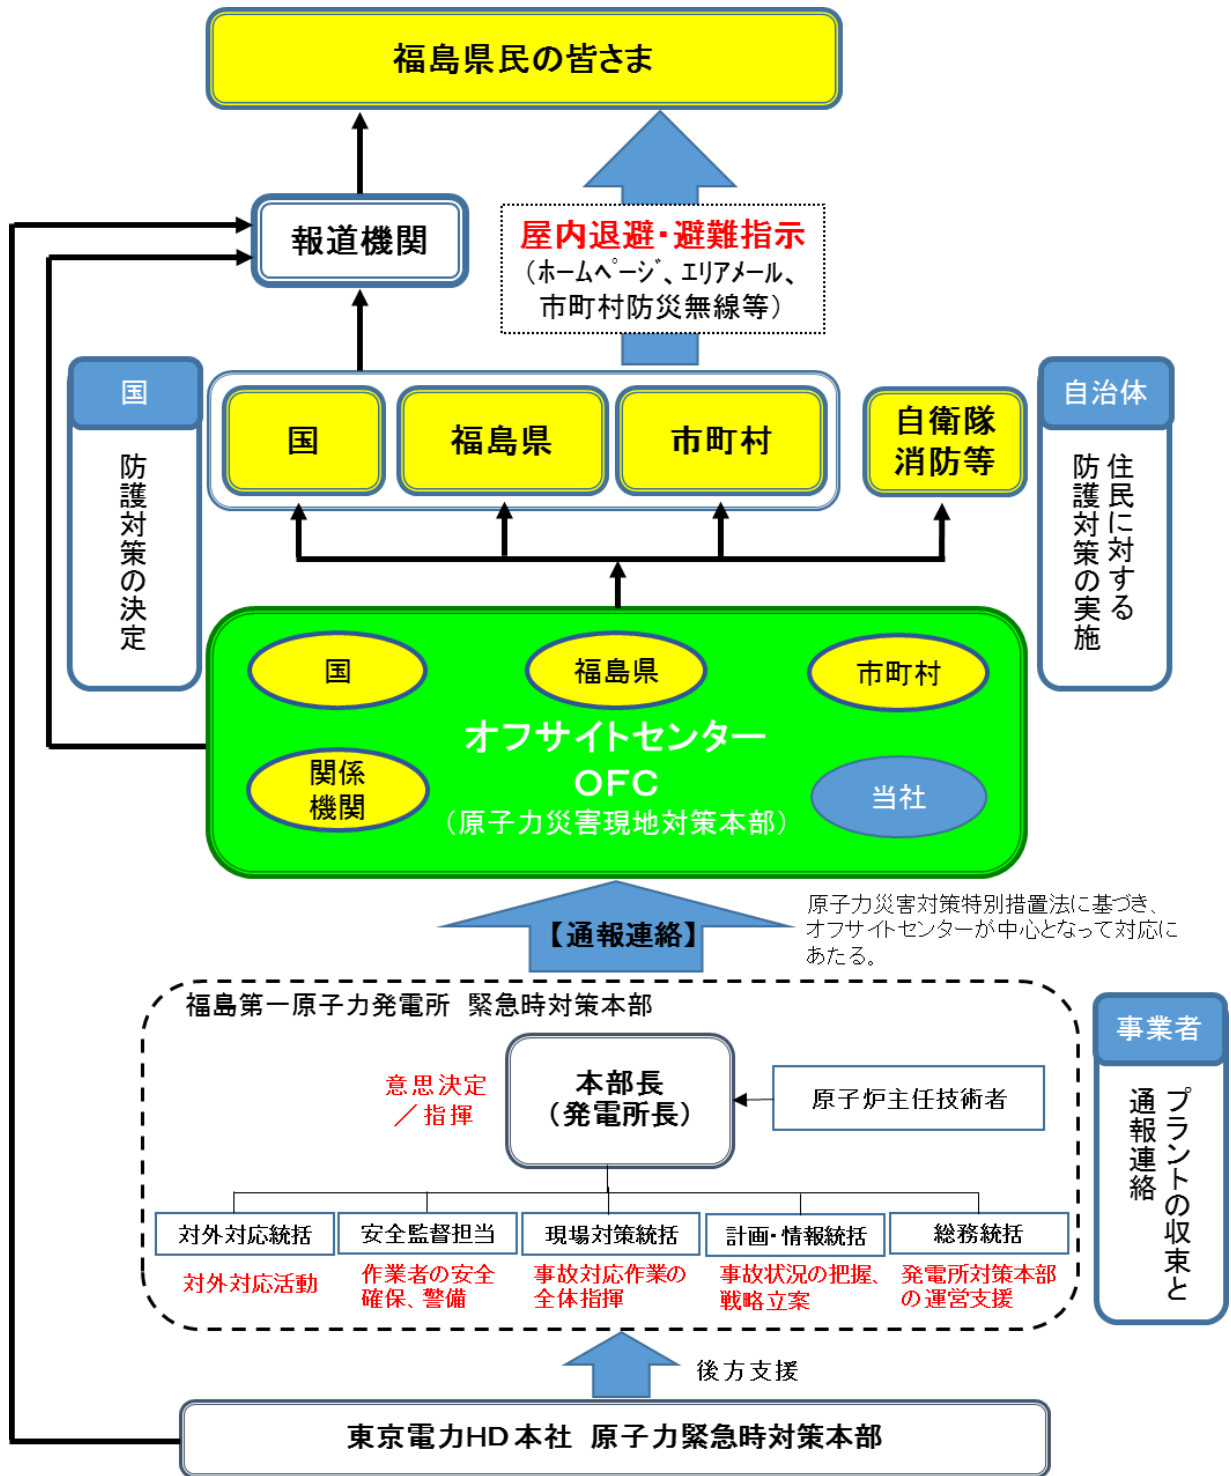 福島県民の皆さま
報道機関
屋内退避・避難指示
（ホームページ、エリアメール、
市町村防災無線等）
国
防護対策の決定
国
福島県
市町村
自衛隊
消防等
自治体
住民に対する
防護対策の実施
国
福島県
市町村
オフサイトセンター
OFC
（原子力災害現地対策本部）
関係
機関
当社
【通報連絡】
原子力災害対策特別措置法に基づき、
オフサイトセンターが中心となって対応に
あたる。
福島第一原子力発電所 緊急時対策本部
意思決定
／指揮
本部長
（発電所長）
原子炉主任技術者
事業者
プラントの収束と
通報連絡
対外対応統括
安全監督担当
現場対策統括
計画・情報統括
総務統括
対外対応活動
作業者の安全
確保、警備
事故対応作業の
全体指揮
事故状況の把握、
戦略立案
発電所対策本部
の運営支援
後方支援
東京電力HD本社 原子力緊急時対策本部